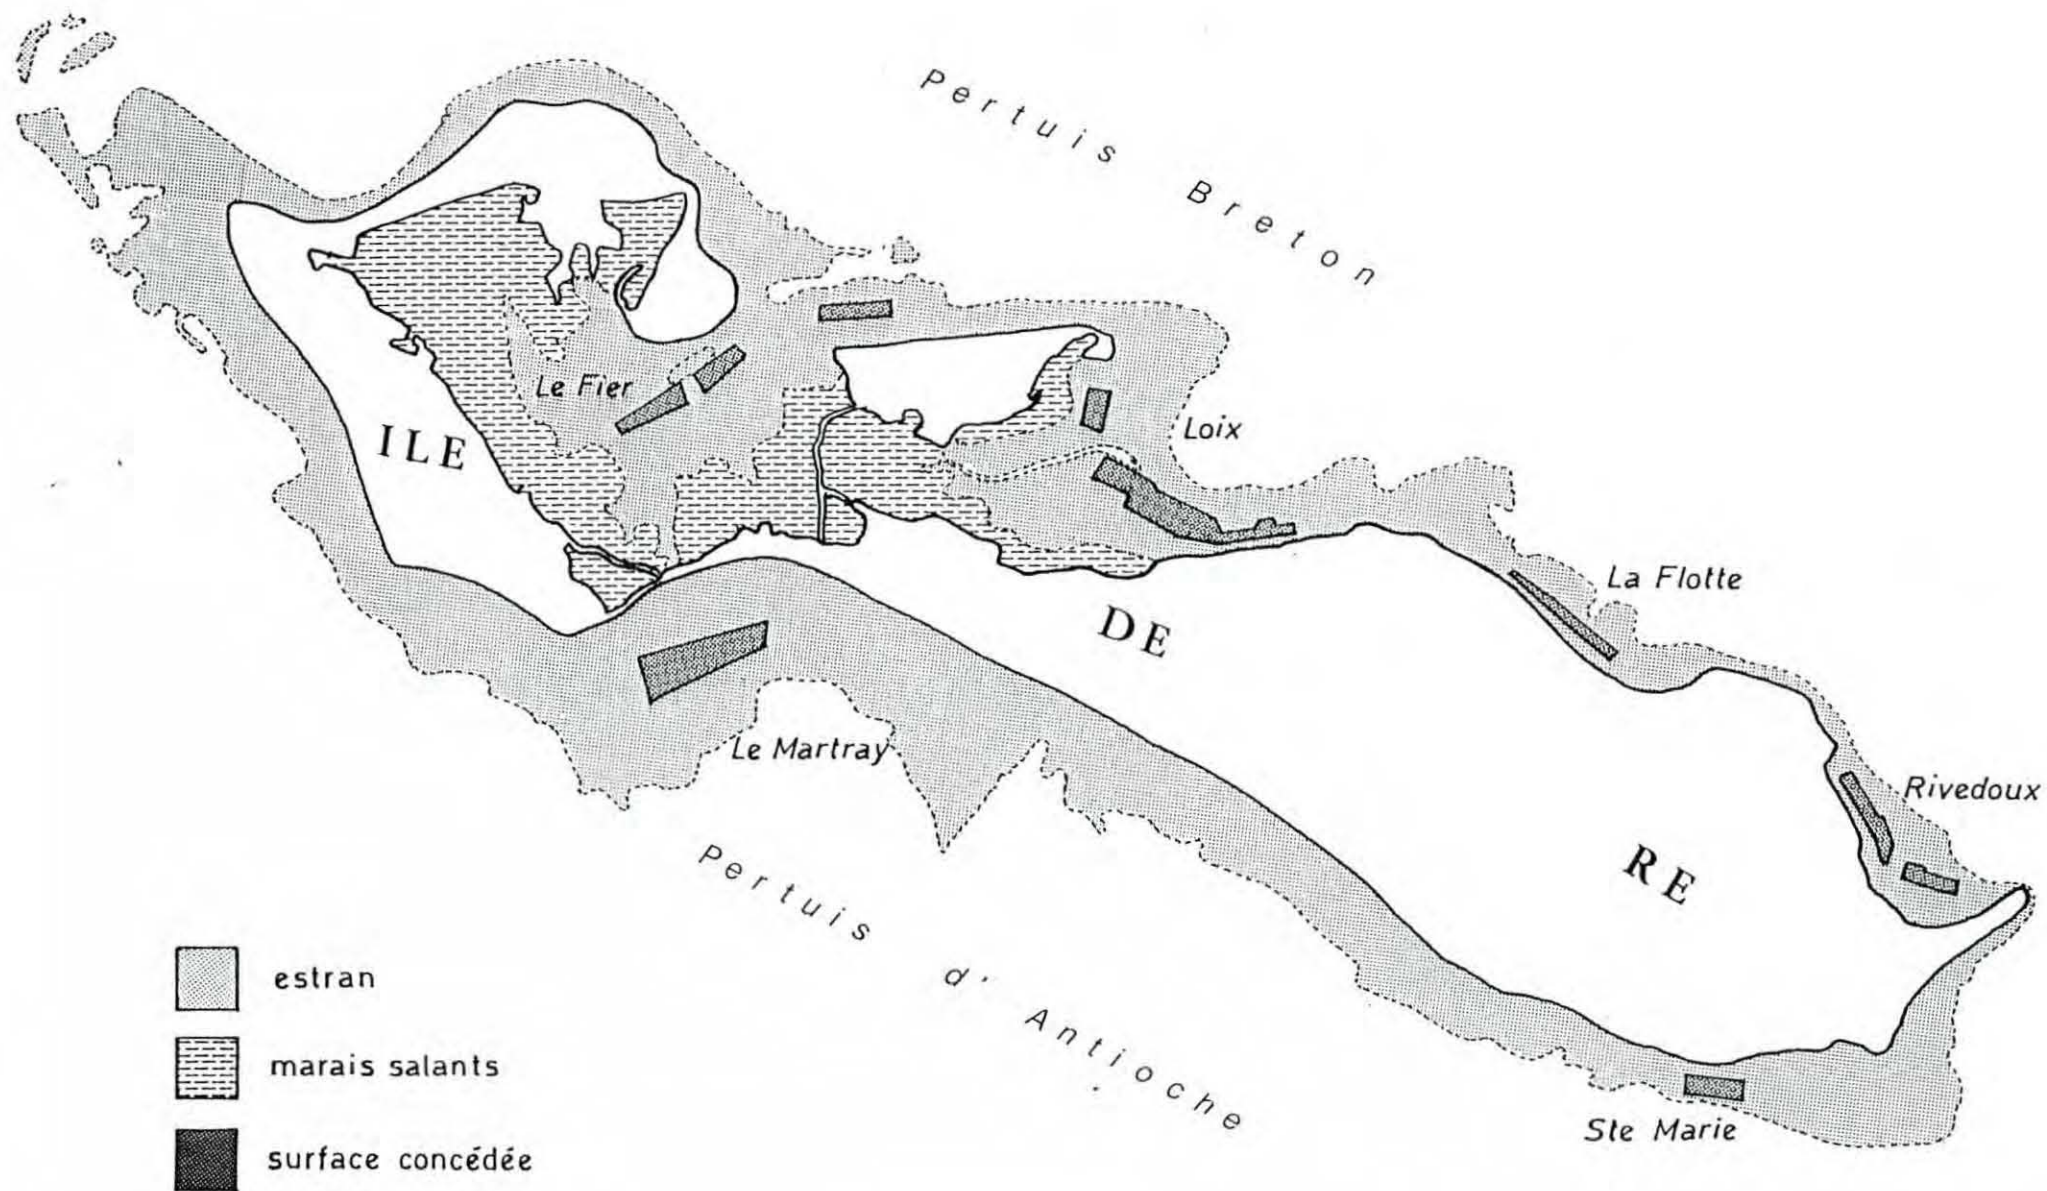 Pertuis Breton
Le Fier
ILE
Loix
La Flotte
DE
Le Martray
Rivedoux
RE
Pertuis d'Antioche
estran
marais salants
Ste Marie
surface concédée